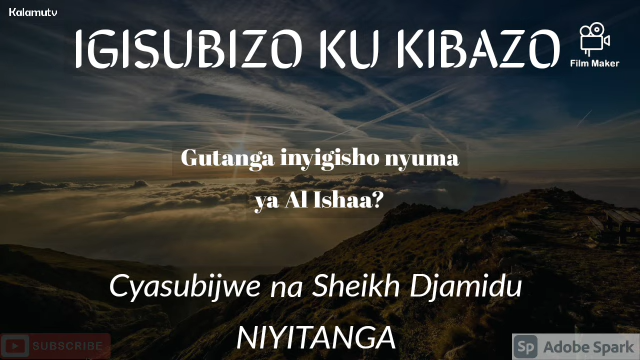 Kalamutv
IGISUBIZO KU KIBAZO
Film Maker
Gutanga inyigisho nyuma
ya Al Ishaa?
Cyasubijwe na Sheikh Djamidu
NIYITANGA
SUBSCRIBE
Sp Adobe Spark